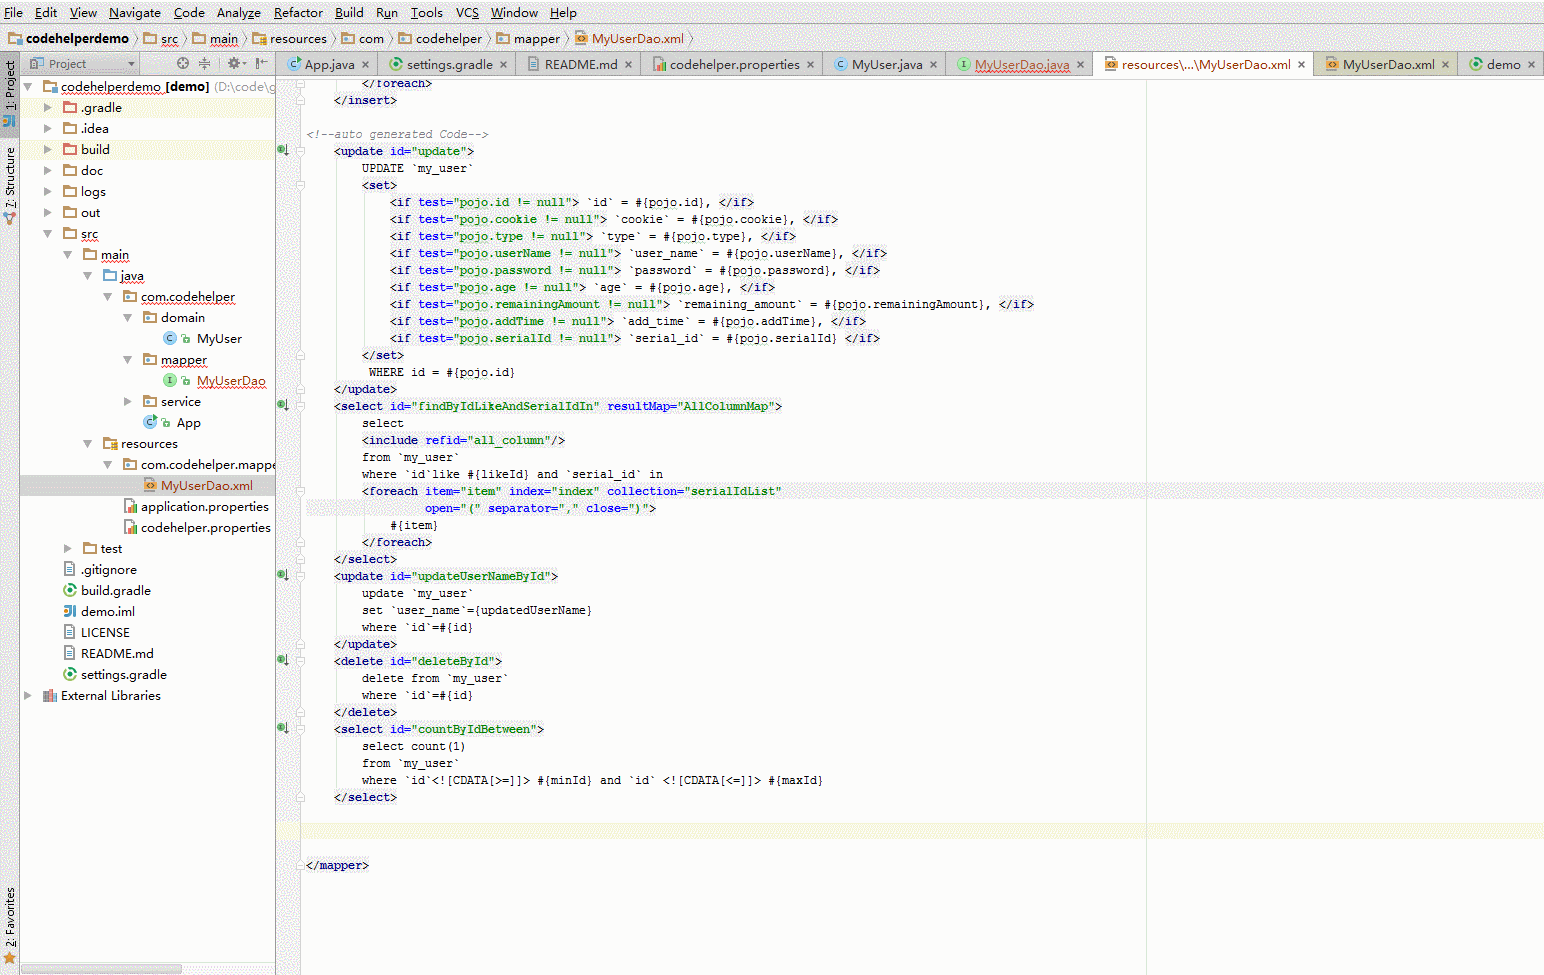 File Edit View Navigate Code Analyze Refactor Build Run Tools VCS Window Help
codehelperdemo src main resources com codehelper mapper MyUserDao.xml
Project
App.java settings.gradle README.md codehelper.properties MyUser.java MyUserDao.java resources\...\MyUserDao.xml MyUserDao.xml demo
1: Project
7: Structure
2: Favorites
codehelperdemo [demo] (D:\code\g
.gradle
.idea
build
doc
logs
out
src
main
java
com.codehelper
domain
MyUser
mapper
MyUserDao
service
App
resources
com.codehelper.mappe
MyUserDao.xml
application.properties
codehelper.properties
test
.gitignore
build.gradle
demo.iml
LICENSE
README.md
settings.gradle
External Libraries
</foreach>
</insert>
<!--auto generated Code-->
<update id="update">
UPDATE `my_user`
<set>
<if test="pojo.id != null"> `id` = #{pojo.id}, </if>
<if test="pojo.cookie != null"> `cookie` = #{pojo.cookie}, </if>
<if test="pojo.type != null"> `type` = #{pojo.type}, </if>
<if test="pojo.userName != null"> `user_name` = #{pojo.userName}, </if>
<if test="pojo.password != null"> `password` = #{pojo.password}, </if>
<if test="pojo.age != null"> `age` = #{pojo.age}, </if>
<if test="pojo.remainingAmount != null"> `remaining_amount` = #{pojo.remainingAmount}, </if>
<if test="pojo.addTime != null"> `add_time` = #{pojo.addTime}, </if>
<if test="pojo.serialId != null"> `serial_id` = #{pojo.serialId} </if>
</set>
WHERE id = #{pojo.id}
</update>
<select id="findByIdLikeAndSerialIdIn" resultMap="AllColumnMap">
select
<include refid="all_column"/>
from `my_user`
where `id`like #{likeId} and `serial_id` in
<foreach item="item" index="index" collection="serialIdList"
open="(" separator="," close=")">
#{item}
</foreach>
</select>
<update id="updateUserNameById">
update `my_user`
set `user_name`={updatedUserName}
where `id`=#{id}
</update>
<delete id="deleteById">
delete from `my_user`
where `id`=#{id}
</delete>
<select id="countByIdBetween">
select count(1)
from `my_user`
where `id`<![CDATA[>=]]> #{minId} and `id` <![CDATA[<=]]> #{maxId}
</select>
</mapper>